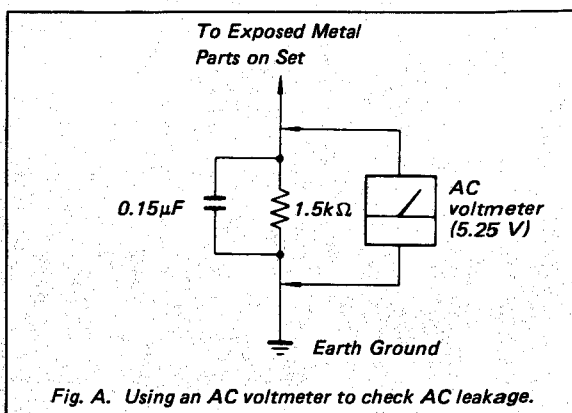 To Exposed Metal
Parts on Set
0.15μF
1.5kΩ
AC
voltmeter
(5.25 V)
Earth Ground
Fig. A. Using an AC voltmeter to check AC leakage.